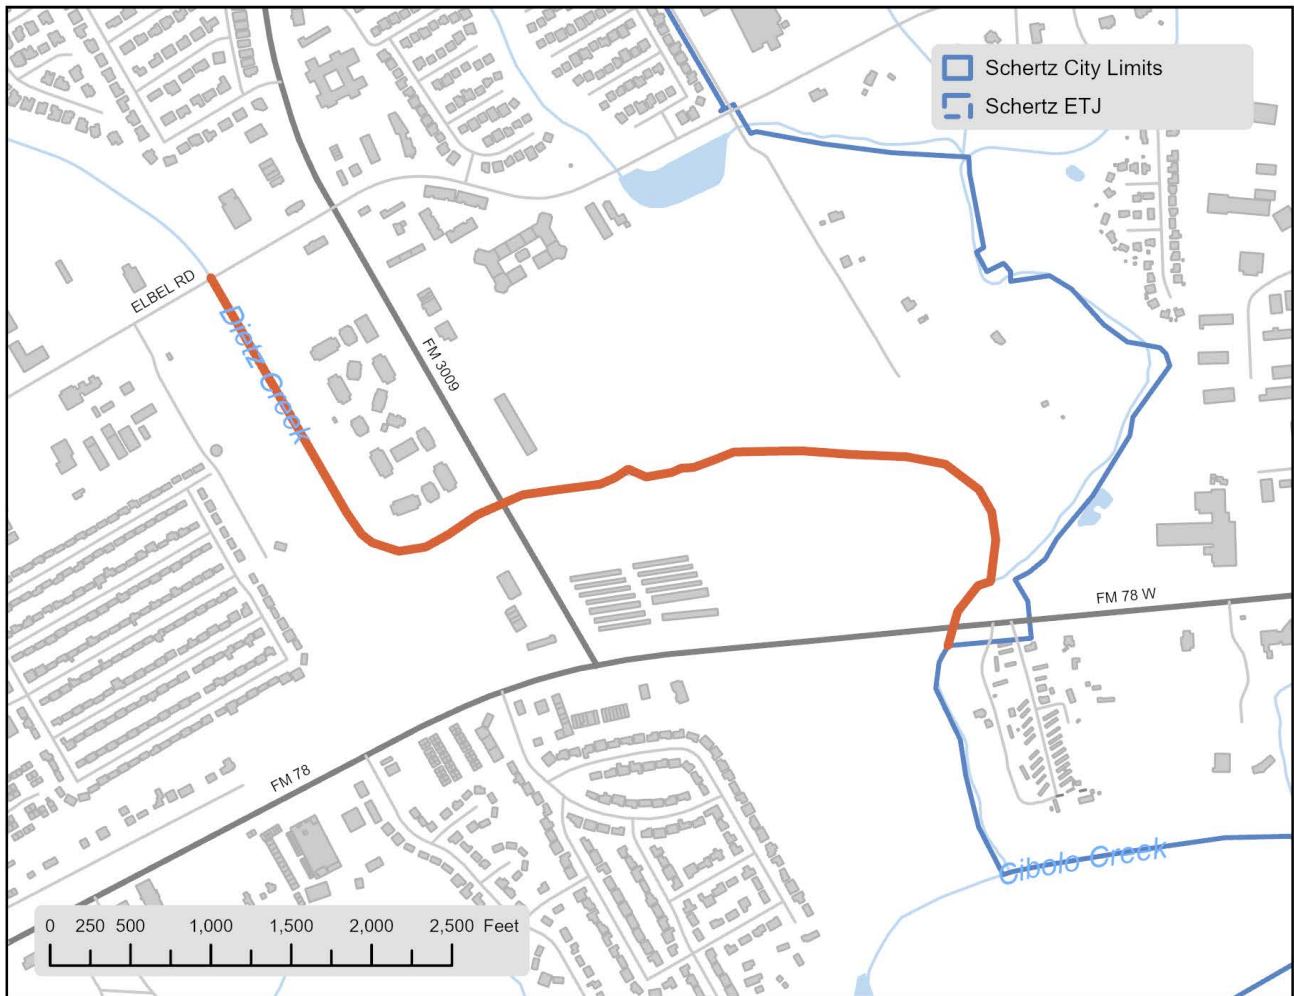 Schertz City Limits
Schertz ETJ
ELBEL RD
Dietz Creek
FM 3009
FM 78 W
FM 78
Cibolo Creek
0 250 500 1,000 1,500 2,000 2,500 Feet